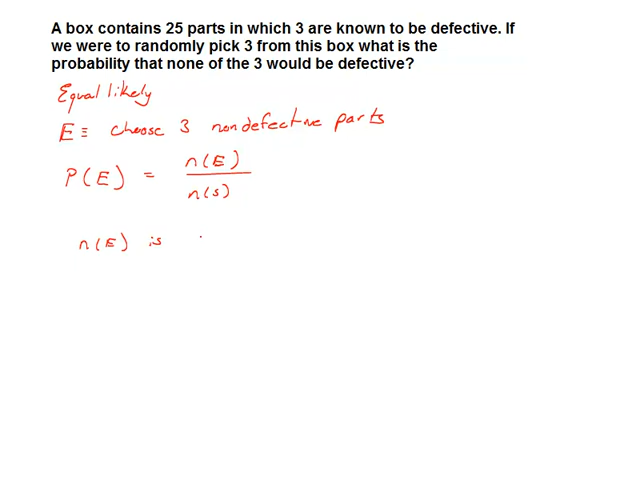 A box contains 25 parts in which 3 are known to be defective. If
we were to randomly pick 3 from this box what is the
probability that none of the 3 would be defective?
Equal likely
E ≡ choose 3 nondefective parts
P(E) = n(E)
n(s)
n(E) is